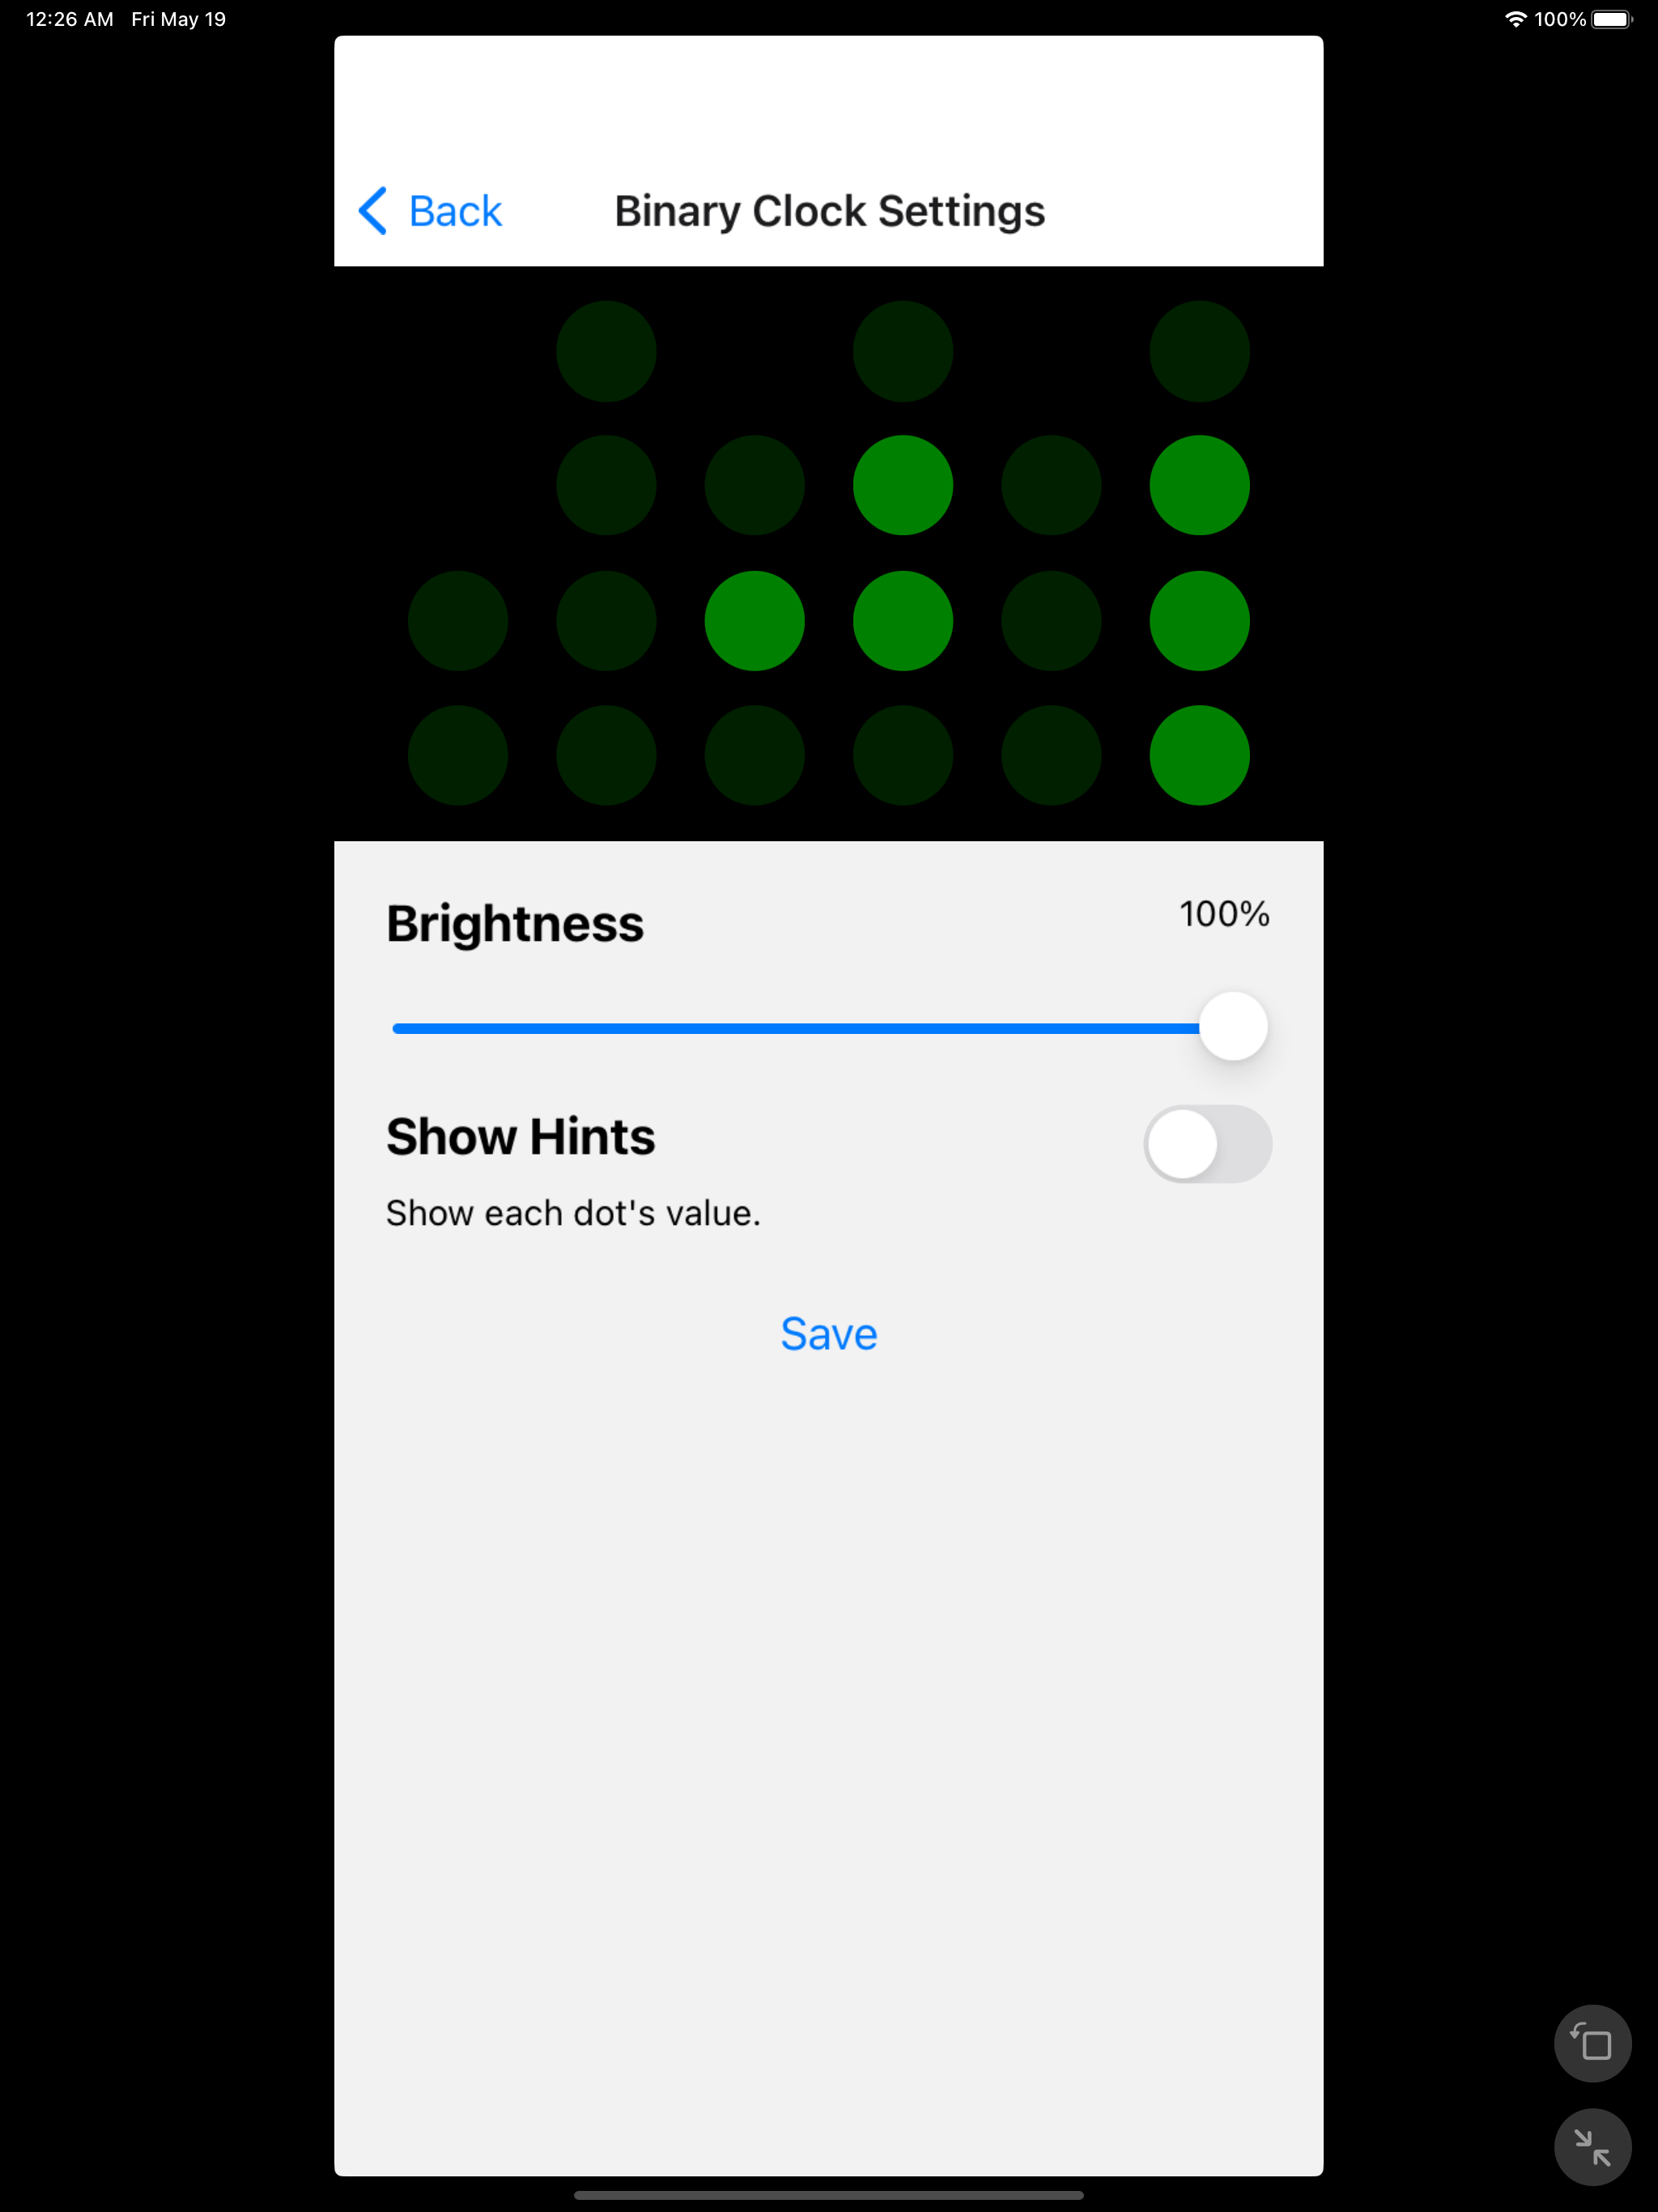 12:26 AM Fri May 19 100%
Back Binary Clock Settings
Brightness 100%
Show Hints
Show each dot's value.
Save